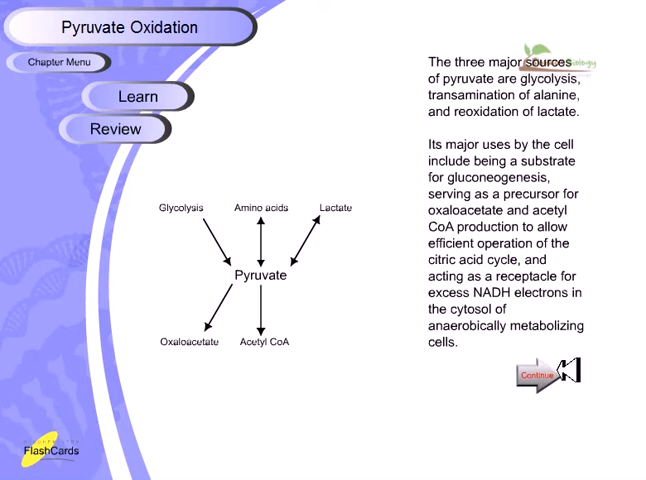 Pyruvate Oxidation
Chapter Menu
Learn
Review
The three major sources
of pyruvate are glycolysis,
transamination of alanine,
and reoxidation of lactate.
Its major uses by the cell
include being a substrate
for gluconeogenesis,
serving as a precursor for
oxaloacetate and acetyl
CoA production to allow
efficient operation of the
citric acid cycle, and
acting as a receptacle for
excess NADH electrons in
the cytosol of
anaerobically metabolizing
cells.
Glycolysis
Amino acids
Lactate
Pyruvate
Oxaloacetate
Acetyl CoA
Continue
FlashCards